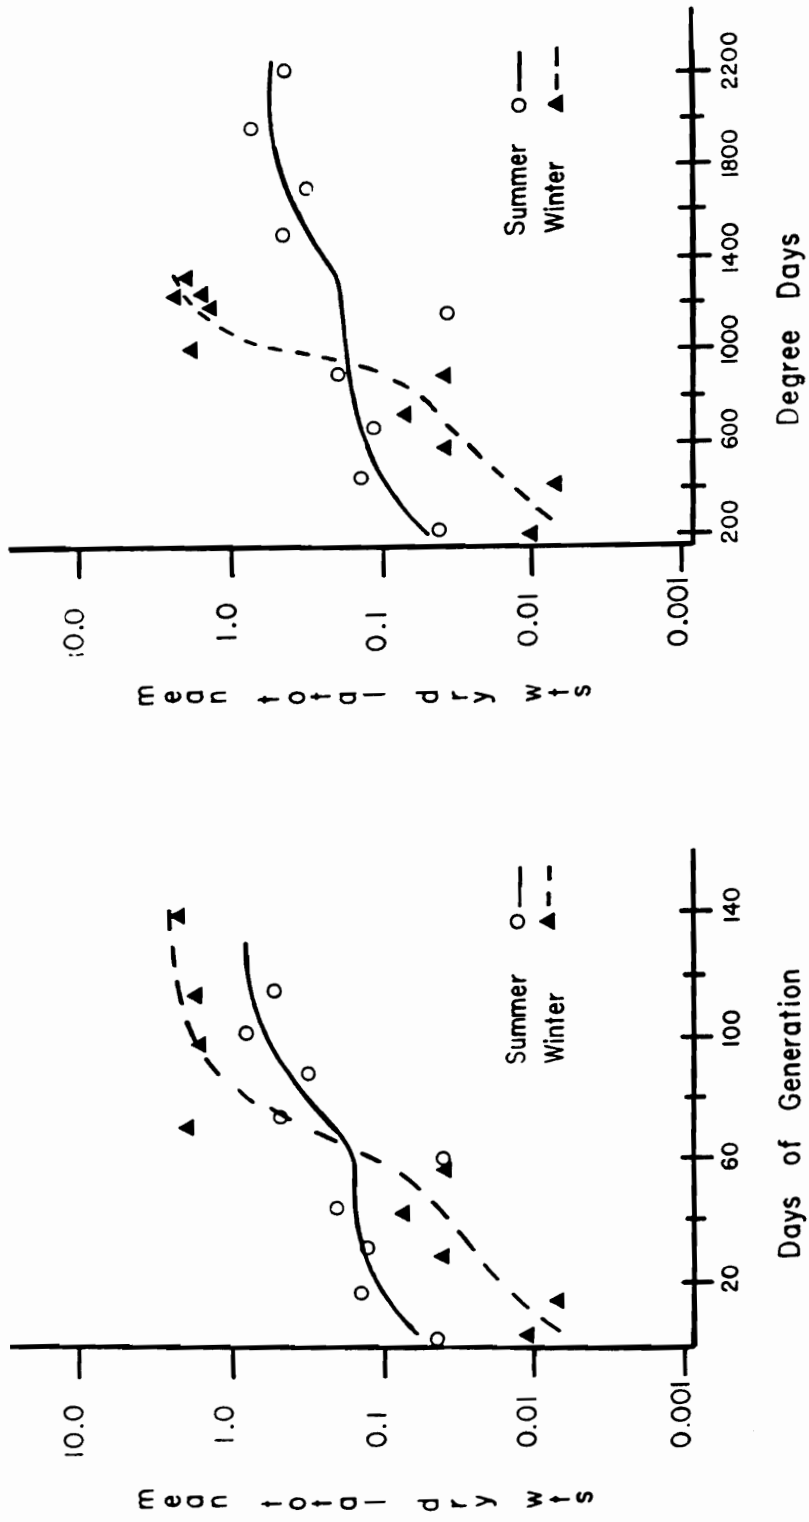 mean total dry wts
10.0
1.0
0.1
0.01
0.001
20
60
100
140
Days of Generation
Summer
Winter
mean total dry wts
10.0
1.0
0.1
0.01
0.001
200
600
1000
1400
1800
2200
Degree Days
Summer
Winter